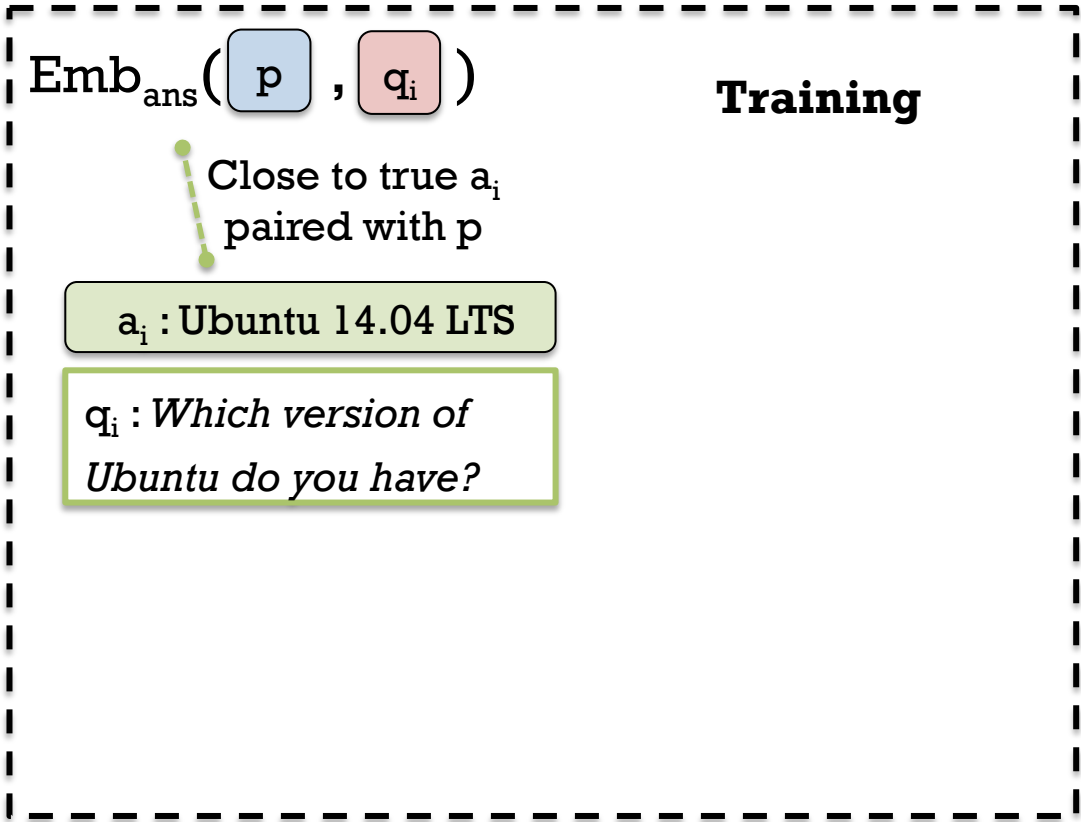 Emb_ans( p , q_i )
Training
Close to true a_i
paired with p
a_i : Ubuntu 14.04 LTS
q_i : Which version of
Ubuntu do you have?